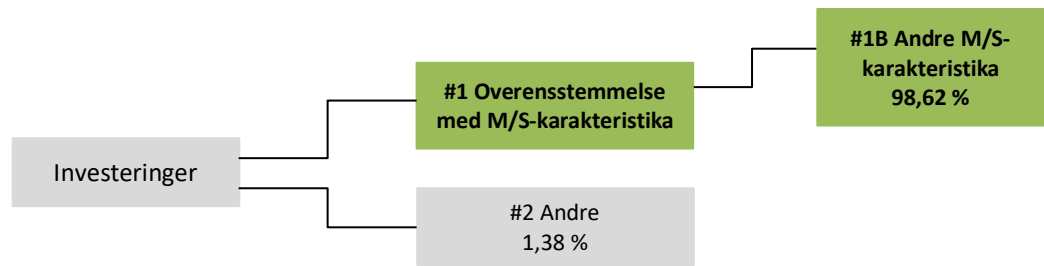 Investeringer
#1 Overensstemmelse
med M/S-karakteristika
#2 Andre
1,38 %
#1B Andre M/S-
karakteristika
98,62 %